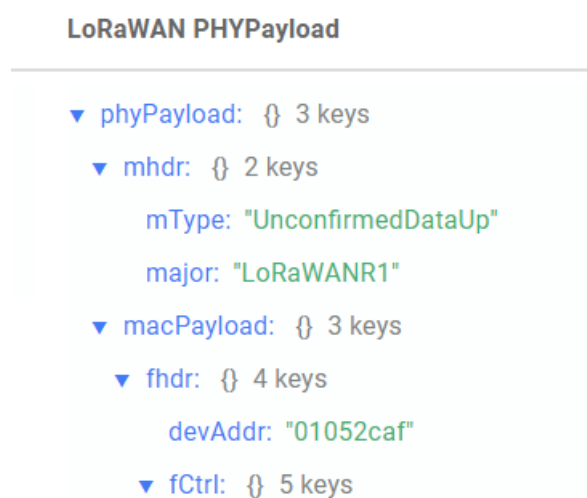 LoRaWAN PHYPayload
▼ phyPayload: {} 3 keys
▼ mhdr: {} 2 keys
mType: "UnconfirmedDataUp"
major: "LoRaWANR1"
▼ macPayload: {} 3 keys
▼ fhdr: {} 4 keys
devAddr: "01052caf"
▼ fCtrl: {} 5 keys